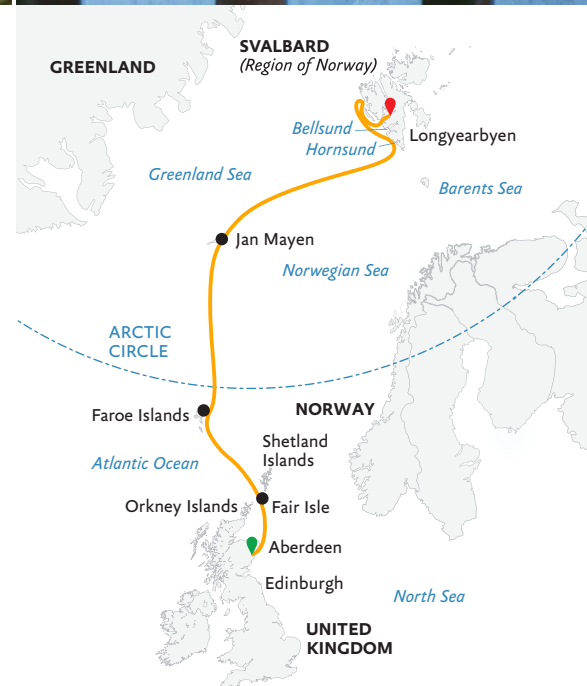 SVALBARD
(Region of Norway)
GREENLAND
Bellsund
Longyearbyen
Hornsund
Greenland Sea
Barents Sea
Jan Mayen
Norwegian Sea
ARCTIC
CIRCLE
Faroe Islands
NORWAY
Shetland
Islands
Atlantic Ocean
Orkney Islands
Fair Isle
Aberdeen
Edinburgh
North Sea
UNITED
KINGDOM